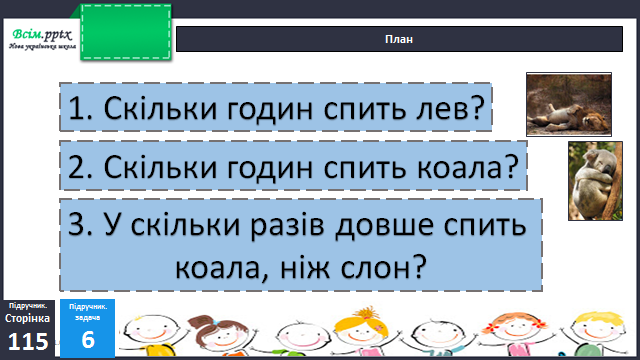 Всім.pptx
Нова українська школа
План
1. Скільки годин спить лев?
2. Скільки годин спить коала?
3. У скільки разів довше спить
коала, ніж слон?
Підручник.
Сторінка
115
Підручник.
задача
6